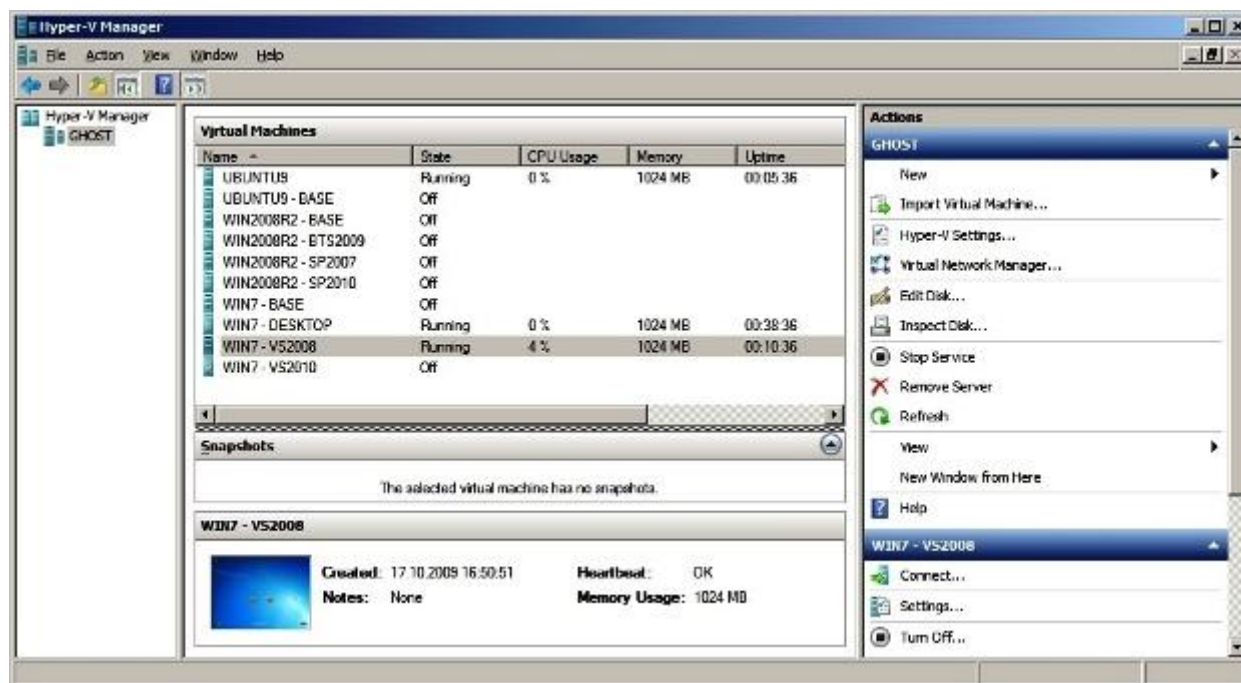 Hyper-V Manager
File Action View Window Help
Hyper-V Manager
GHOST
Virtual Machines
Name State CPU Usage Memory Uptime
UBUNTU9 Running 0 % 1024 MB 00:05:36
UBUNTU9 - BASE Off
WIN2008R2 - BASE Off
WIN2008R2 - BTS2009 Off
WIN2008R2 - SP2007 Off
WIN2008R2 - SP2010 Off
WIN7 - BASE Off
WIN7 - DESKTOP Running 0 % 1024 MB 00:38:36
WIN7 - VS2008 Running 4 % 1024 MB 00:10:36
WIN7 - VS2010 Off
Snapshots
The selected virtual machine has no snapshots.
WIN7 - VS2008
Created: 17.10.2009 16:50:51 Heartbeat: OK
Notes: None Memory Usage: 1024 MB
Actions
GHOST
New
Import Virtual Machine...
Hyper-V Settings...
Virtual Network Manager...
Edit Disk...
Inspect Disk...
Stop Service
Remove Server
Refresh
View
New Window from Here
Help
WIN7 - VS2008
Connect...
Settings...
Turn Off...